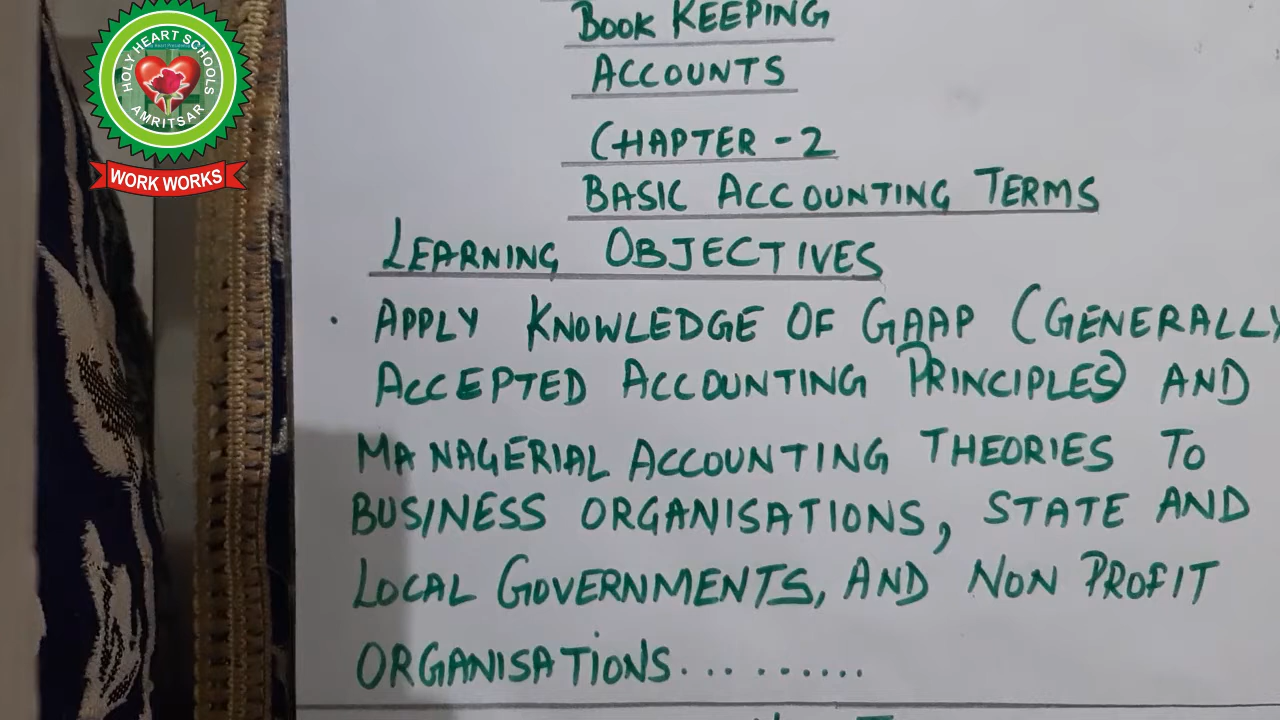 HOLY HEART SCHOOLS
AMRITSAR
WORK WORKS
BOOK KEEPING
ACCOUNTS
CHAPTER - 2
BASIC ACCOUNTING TERMS
LEARNING OBJECTIVES
• APPLY KNOWLEDGE OF GAAP (GENERALLY
ACCEPTED ACCOUNTING PRINCIPLES) AND
MANAGERIAL ACCOUNTING THEORIES TO
BUSINESS ORGANISATIONS, STATE AND
LOCAL GOVERNMENTS, AND NON PROFIT
ORGANISATIONS..........